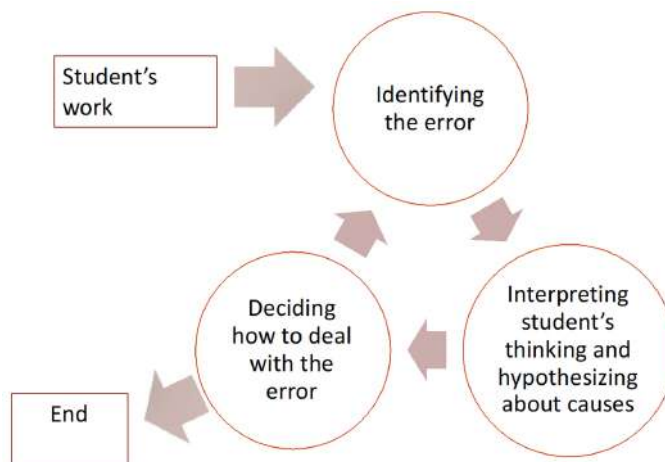 Student's
work
Identifying
the error
Interpreting
student's
thinking and
hypothesizing
about causes
Deciding
how to deal
with the
error
End